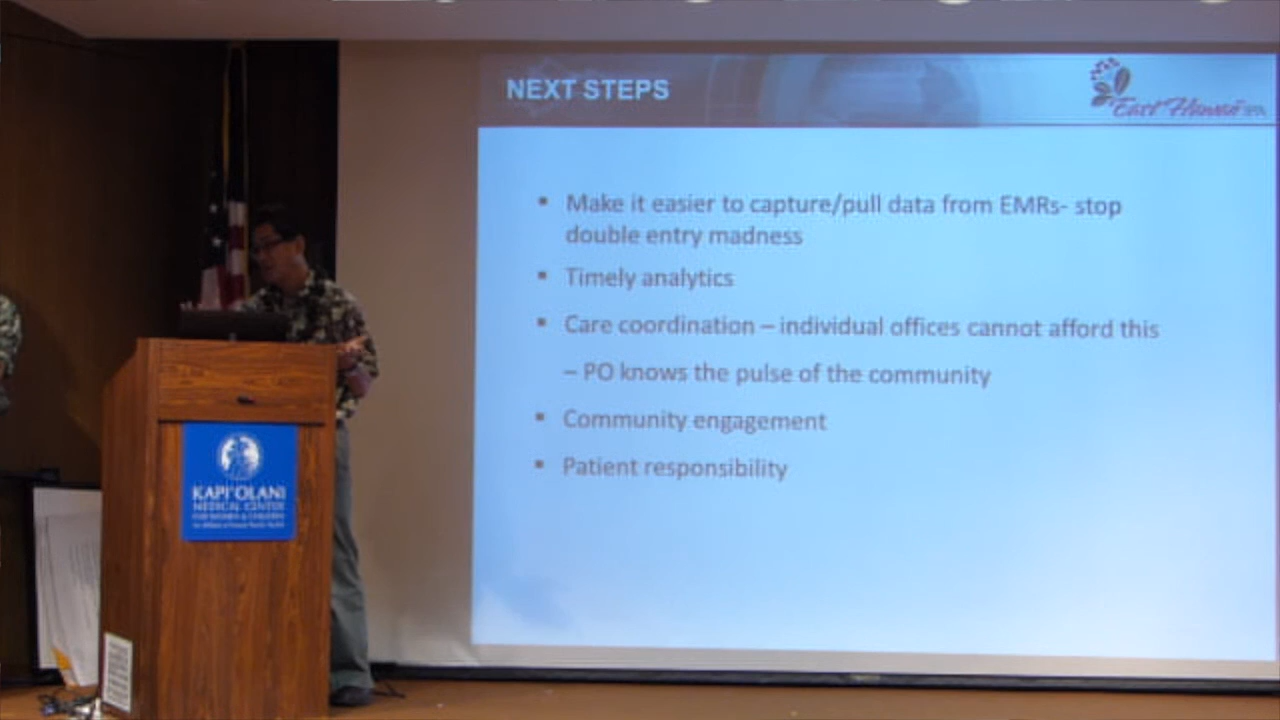 NEXT STEPS
East Hawaii IPA
▪ Make it easier to capture/pull data from EMRs- stop
double entry madness
▪ Timely analytics
▪ Care coordination – individual offices cannot afford this
– PO knows the pulse of the community
▪ Community engagement
▪ Patient responsibility
KAPI'OLANI
MEDICAL CENTER
FOR WOMEN & CHILDREN